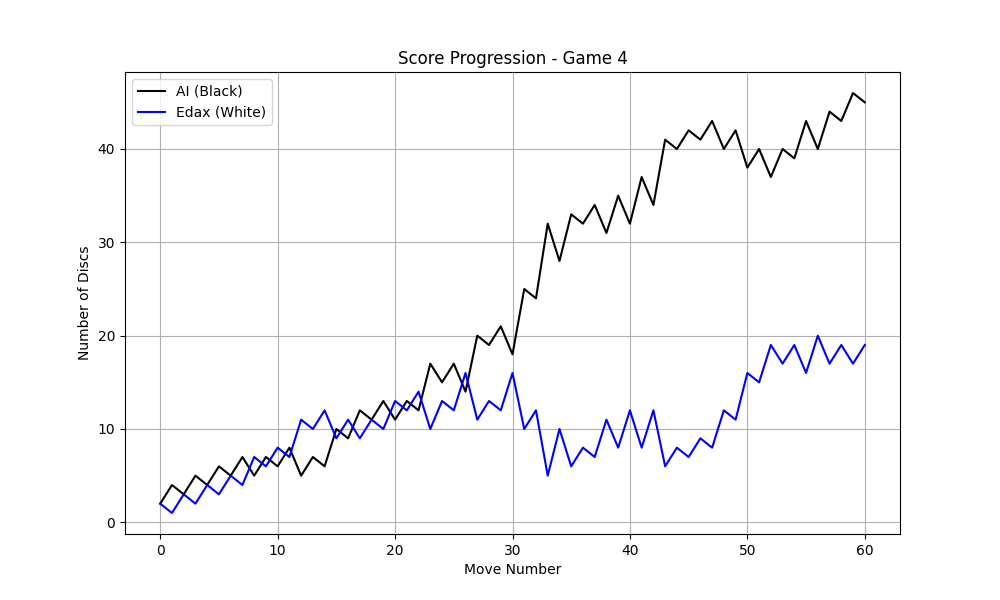 Score Progression - Game 4
AI (Black)
Edax (White)
Number of Discs
40
30
20
10
0
0 10 20 30 40 50 60
Move Number